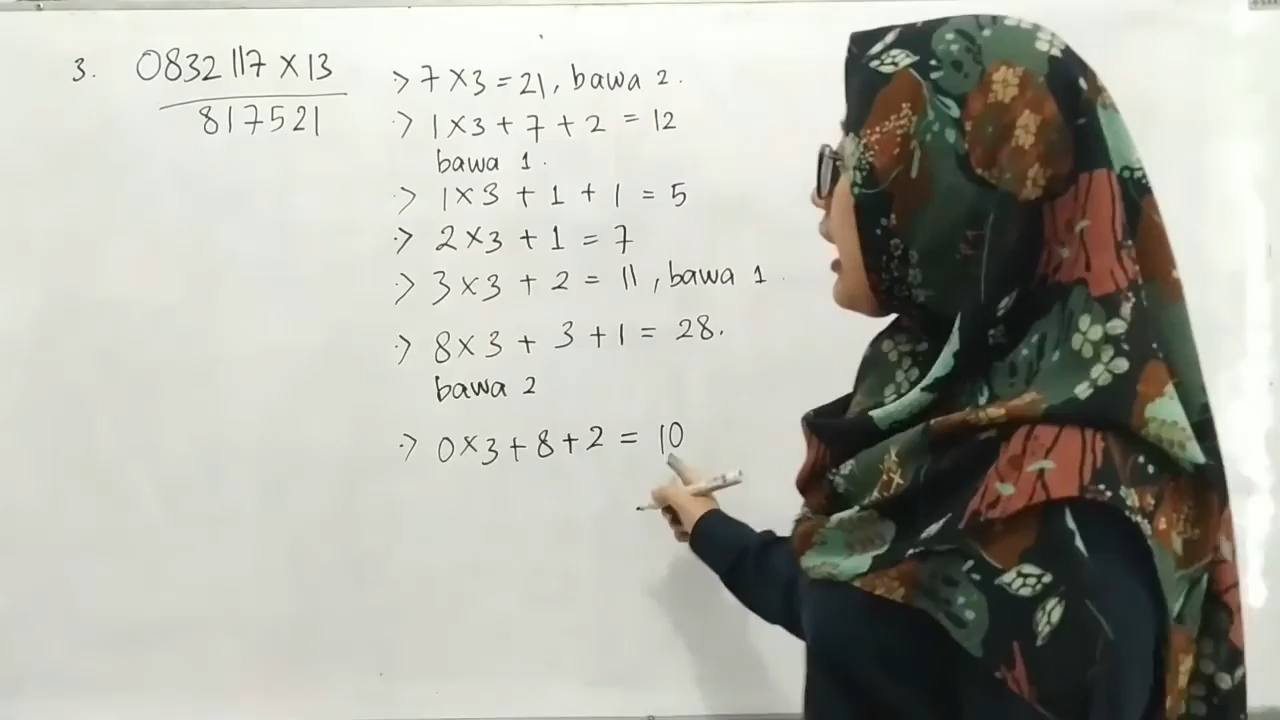 3. 0832117 x 13
817521
> 7 x 3 = 21, bawa 2.
> 1 x 3 + 7 + 2 = 12
bawa 1.
> 1 x 3 + 1 + 1 = 5
> 2 x 3 + 1 = 7
> 3 x 3 + 2 = 11, bawa 1
> 8 x 3 + 3 + 1 = 28.
bawa 2
> 0 x 3 + 8 + 2 = 10